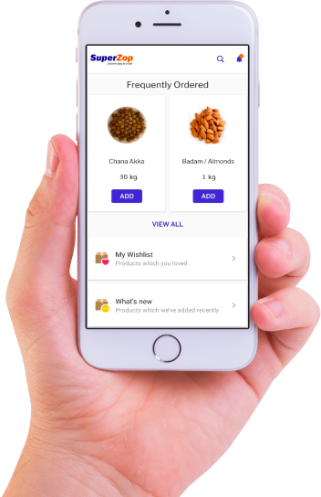 SuperZop
Frequently Ordered
Chana Akka
Badam / Almonds
30 kg
1 kg
ADD
ADD
VIEW ALL
My Wishlist
Products which you loved
What's new
Products which we've added recently